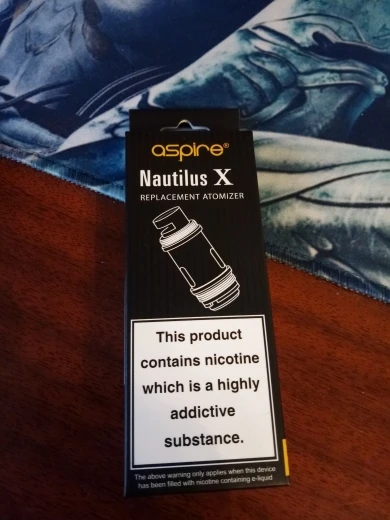 aspire®
Nautilus X
REPLACEMENT ATOMIZER
This product
contains nicotine
which is a highly
addictive
substance.
The above warning only applies when this device
has been filled with nicotine containing e-liquid